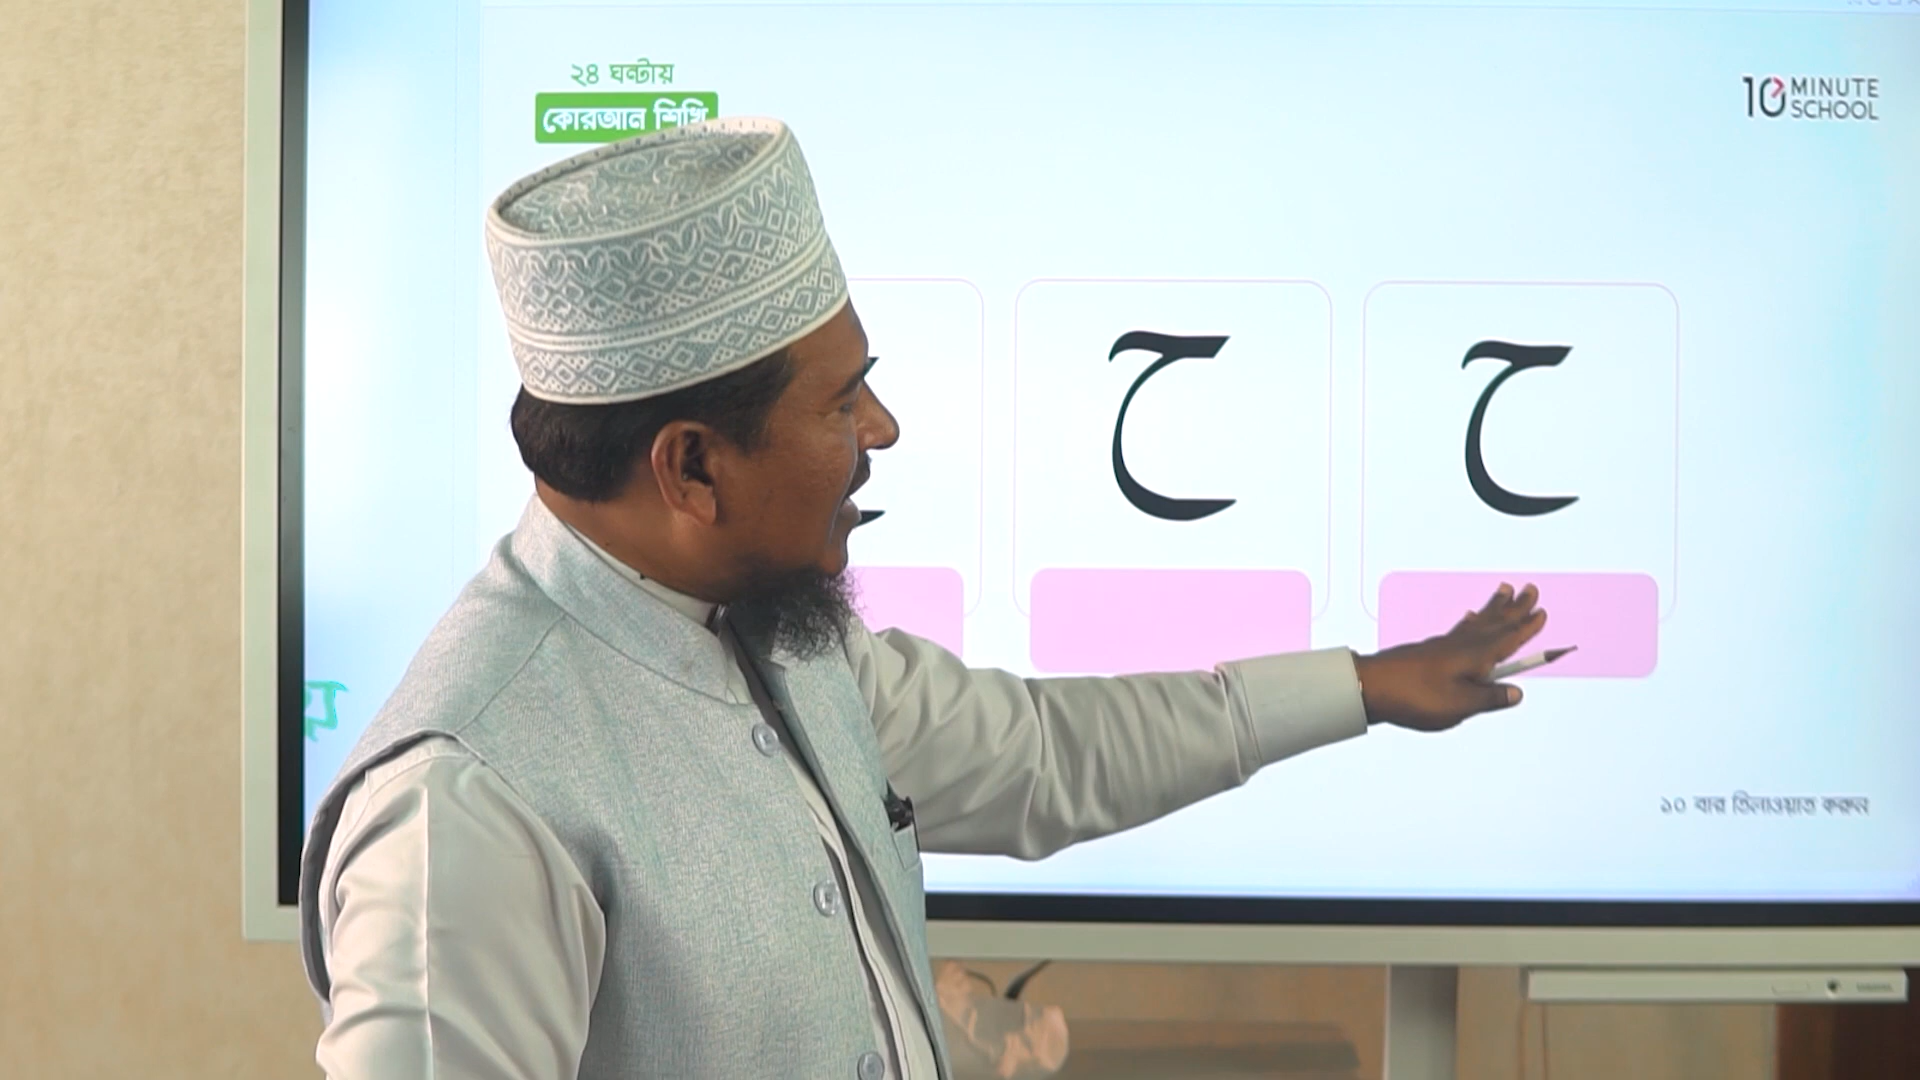 ২৪ ঘন্টায়
কোরআন শিখি
10 MINUTE
SCHOOL
ح ح
১০ বার তিলাওয়াত করুন